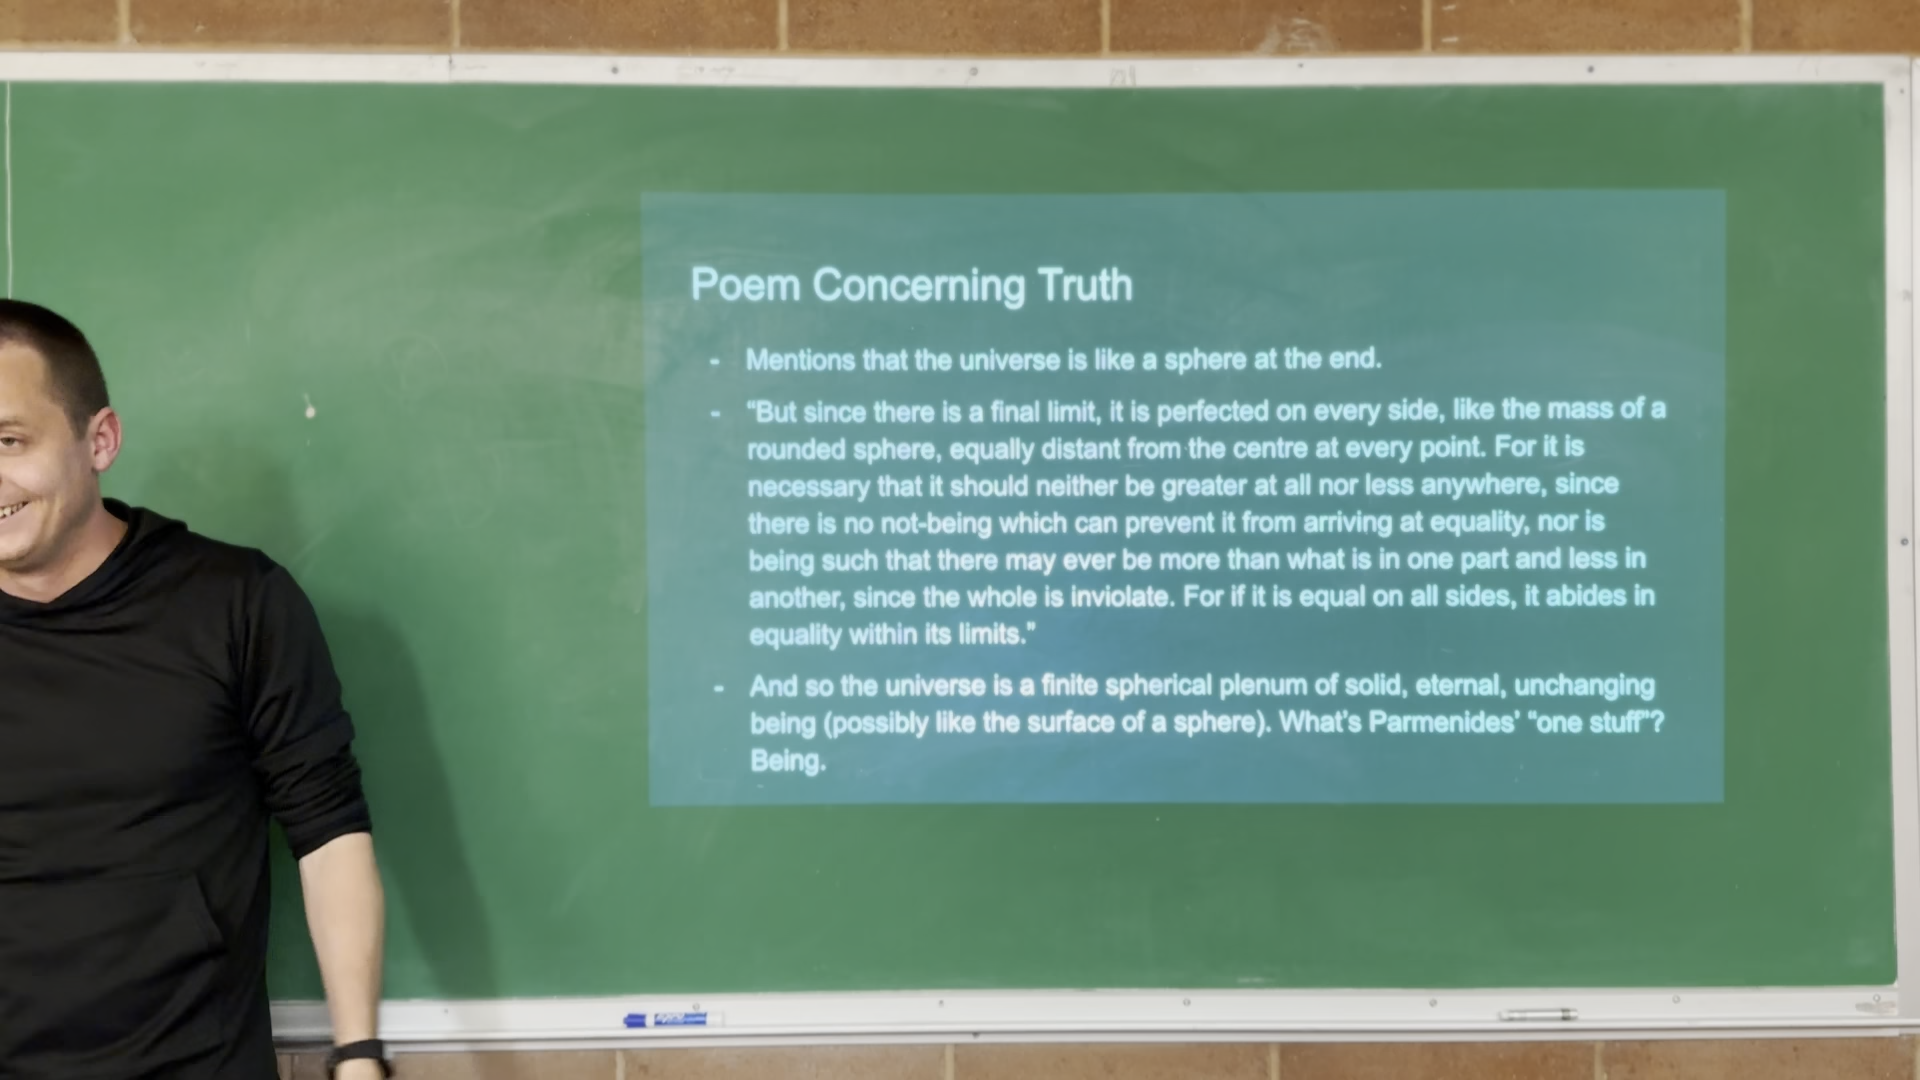 Poem Concerning Truth
- Mentions that the universe is like a sphere at the end.
- “But since there is a final limit, it is perfected on every side, like the mass of a
rounded sphere, equally distant from the centre at every point. For it is
necessary that it should neither be greater at all nor less anywhere, since
there is no not-being which can prevent it from arriving at equality, nor is
being such that there may ever be more than what is in one part and less in
another, since the whole is inviolate. For if it is equal on all sides, it abides in
equality within its limits.”
- And so the universe is a finite spherical plenum of solid, eternal, unchanging
being (possibly like the surface of a sphere). What’s Parmenides’ “one stuff”?
Being.